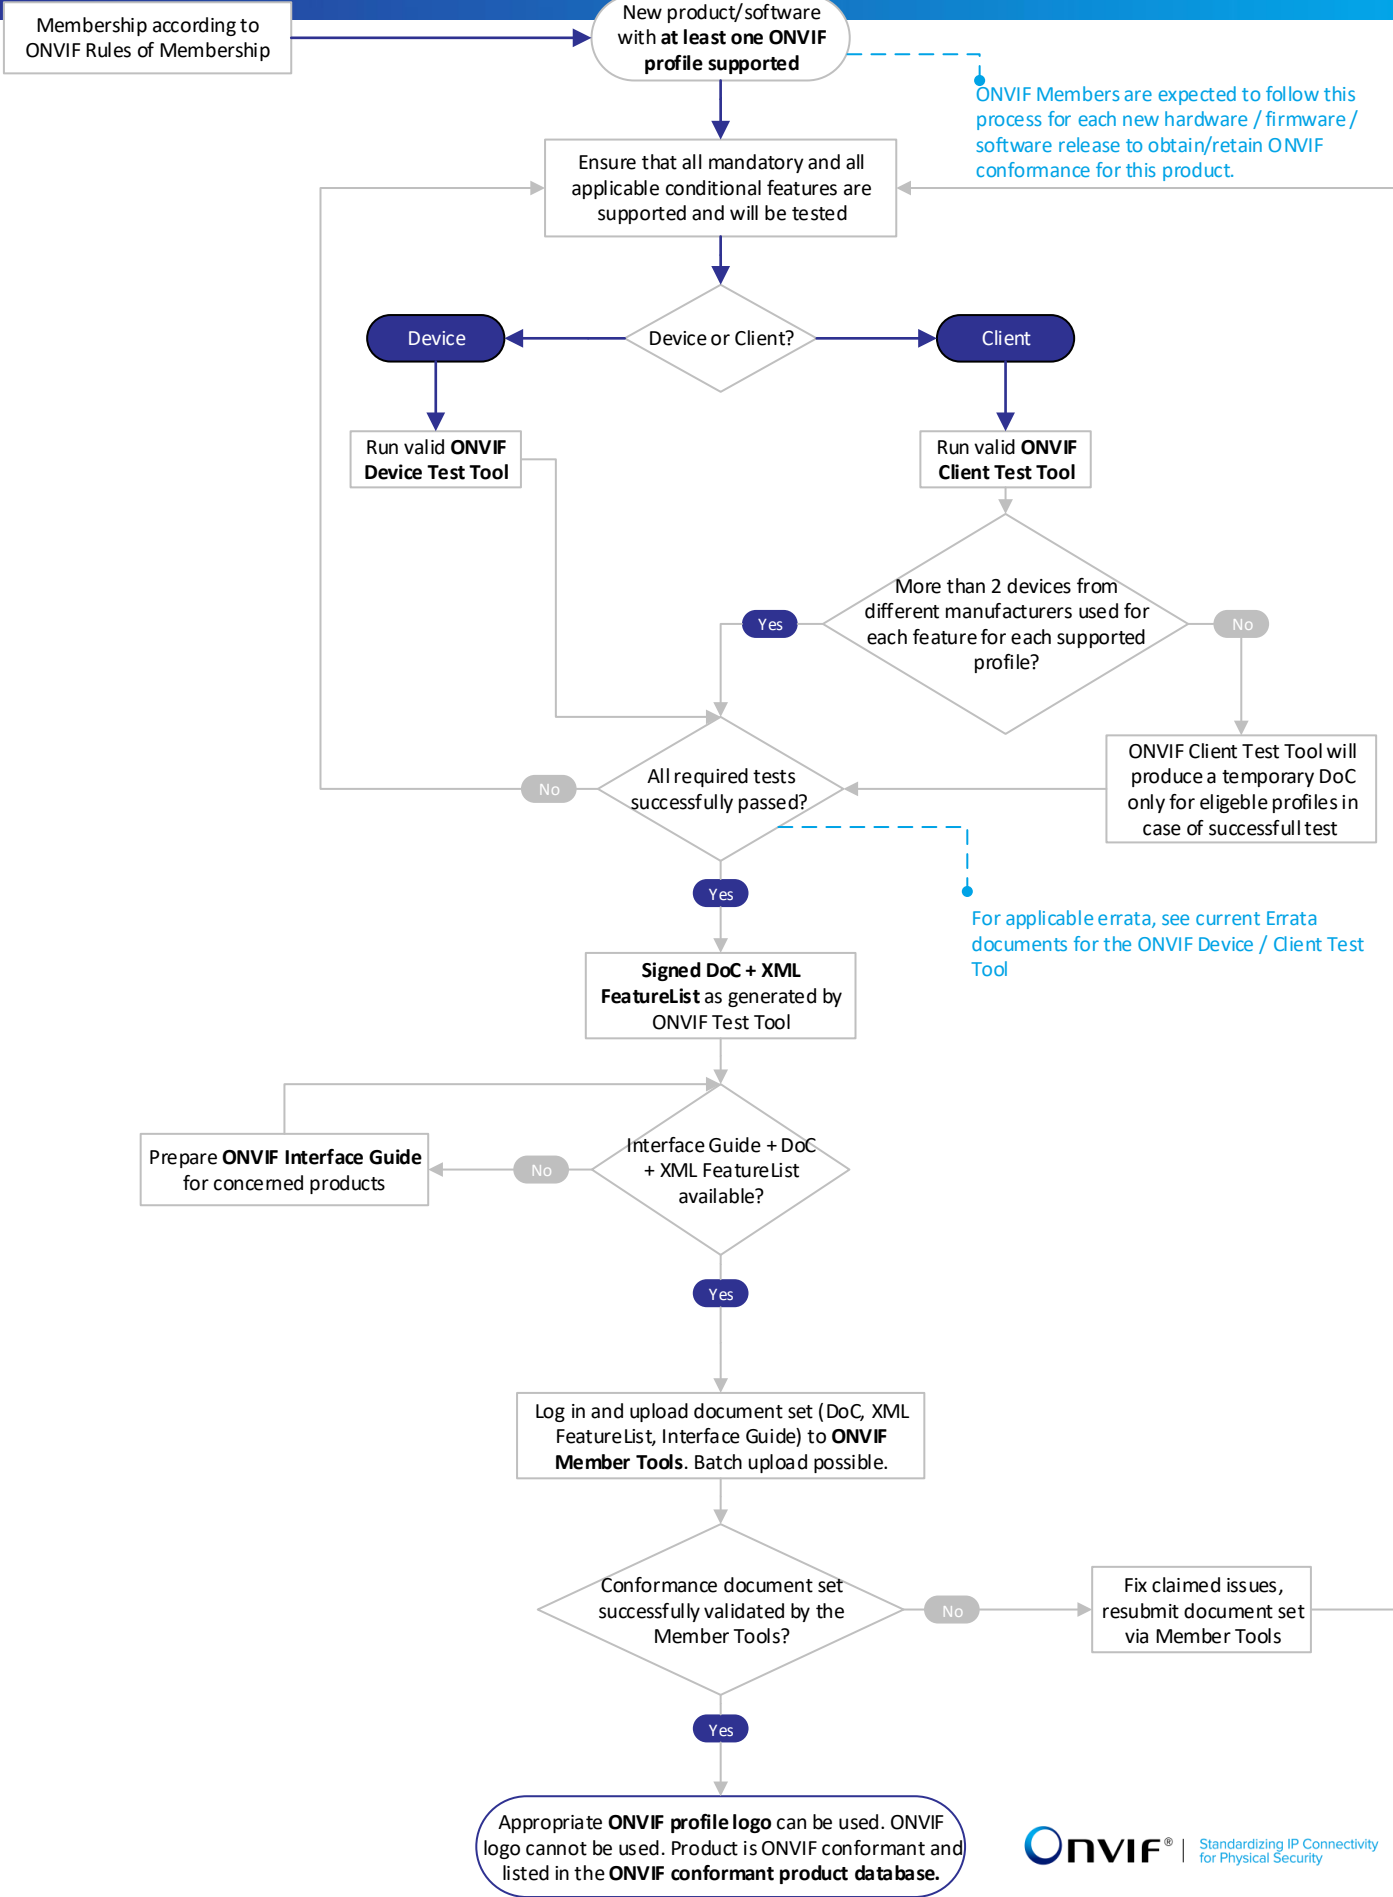 Membership according to
ONVIF Rules of Membership
New product/software
with at least one ONVIF
profile supported
ONVIF Members are expected to follow this
process for each new hardware / firmware /
software release to obtain/retain ONVIF
conformance for this product.
Ensure that all mandatory and all
applicable conditional features are
supported and will be tested
Device
Device or Client?
Client
Run valid ONVIF
Device Test Tool
Run valid ONVIF
Client Test Tool
More than 2 devices from
different manufacturers used for
each feature for each supported
profile?
Yes
No
ONVIF Client Test Tool will
produce a temporary DoC
only for eligeble profiles in
case of successfull test
All required tests
successfully passed?
No
Yes
For applicable errata, see current Errata
documents for the ONVIF Device / Client Test
Tool
Signed DoC + XML
FeatureList as generated by
ONVIF Test Tool
Interface Guide + DoC
+ XML FeatureList
available?
No
Prepare ONVIF Interface Guide
for concerned products
Yes
Log in and upload document set (DoC, XML
FeatureList, Interface Guide) to ONVIF
Member Tools. Batch upload possible.
Conformance document set
successfully validated by the
Member Tools?
No
Fix claimed issues,
resubmit document set
via Member Tools
Yes
Appropriate ONVIF profile logo can be used. ONVIF
logo cannot be used. Product is ONVIF conformant and
listed in the ONVIF conformant product database.
ONVIF® | Standardizing IP Connectivity
for Physical Security